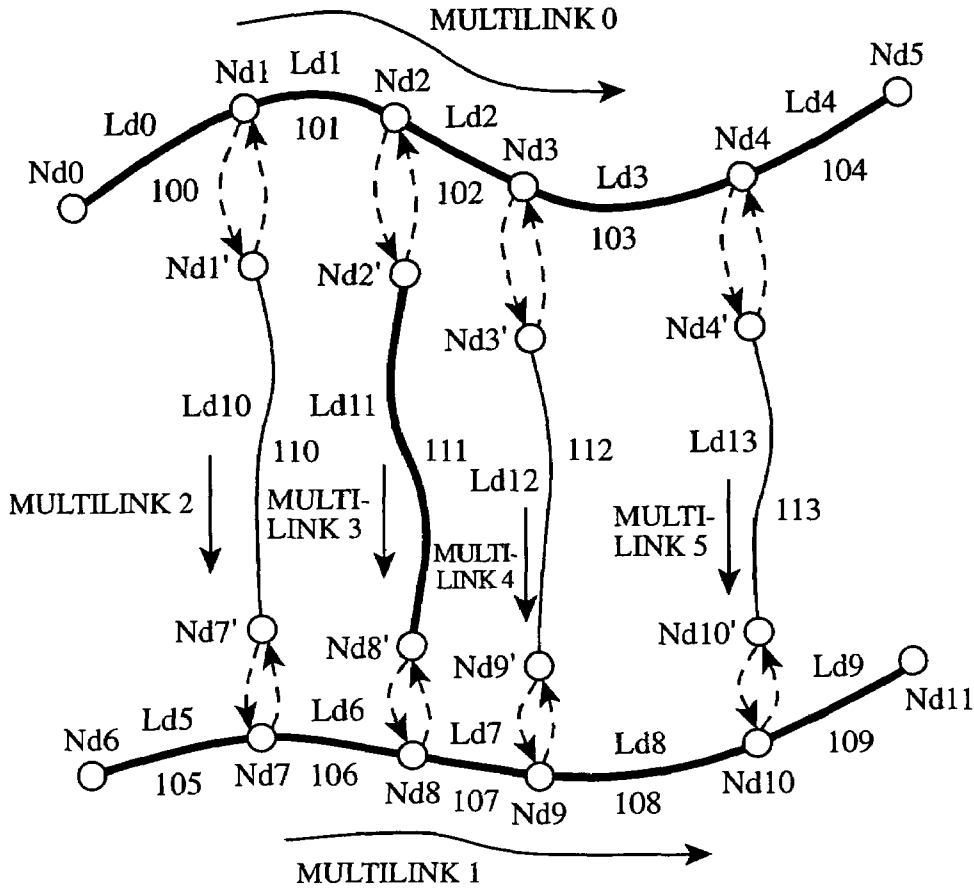 MULTILINK 0
Nd5
Ld1
Nd1
Nd2
Ld4
Ld0
101
Ld2
Nd3
Nd4
Nd0
100
102
Ld3
104
103
Nd1'
Nd2'
Nd3'
Nd4'
Ld10
Ld11
Ld13
110
111
112
Ld12
MULTILINK 2
MULTI-
LINK 3
MULTI-
LINK 4
MULTI-
LINK 5
113
Nd7'
Nd8'
Nd9'
Nd10'
Ld9
Nd11
Ld5
Ld6
Ld7
Ld8
Nd6
105
Nd7
106
Nd8
107
Nd9
108
Nd10
109
MULTILINK 1